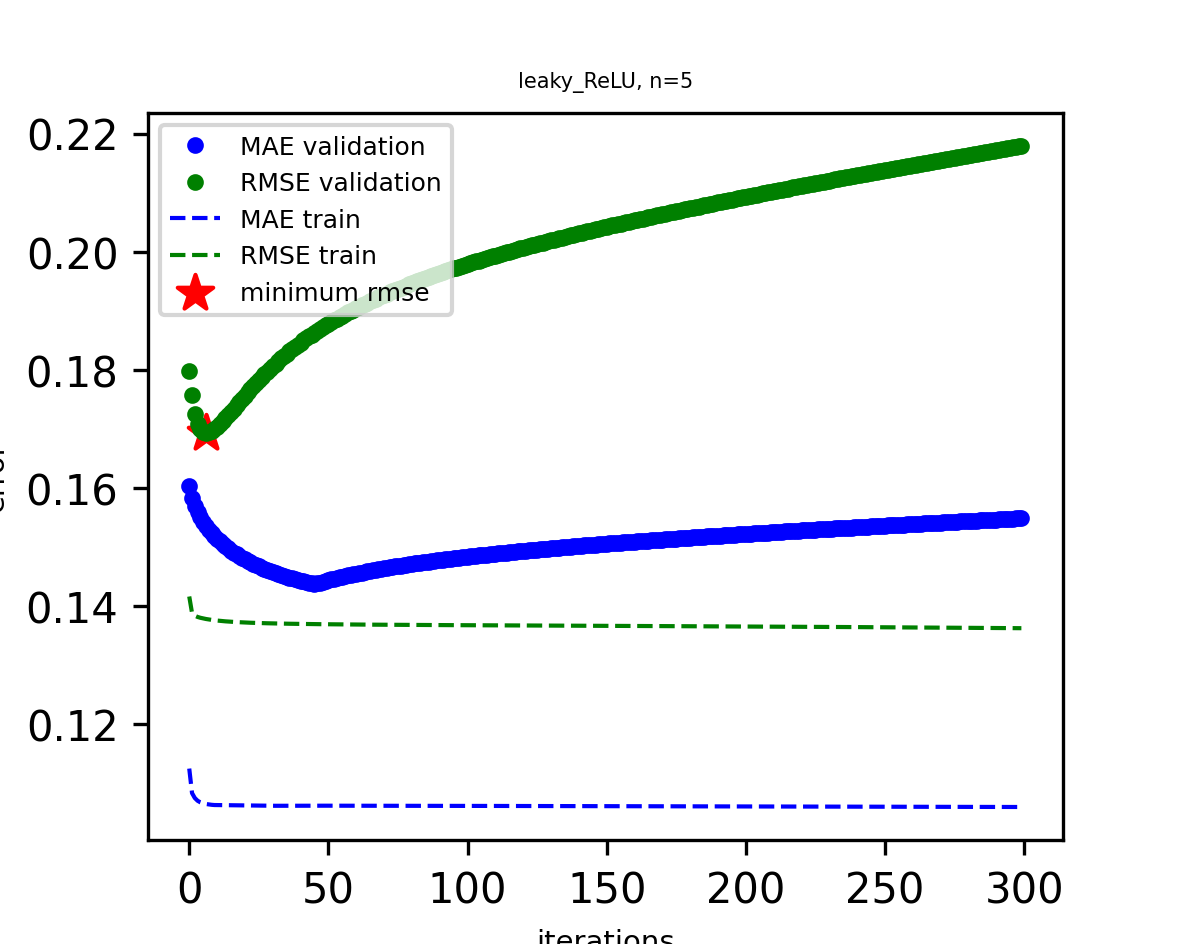 leaky_ReLU, n=5
0.22
0.20
0.18
0.16
0.14
0.12
MAE validation
RMSE validation
MAE train
RMSE train
minimum rmse
0 50 100 150 200 250 300
iterations